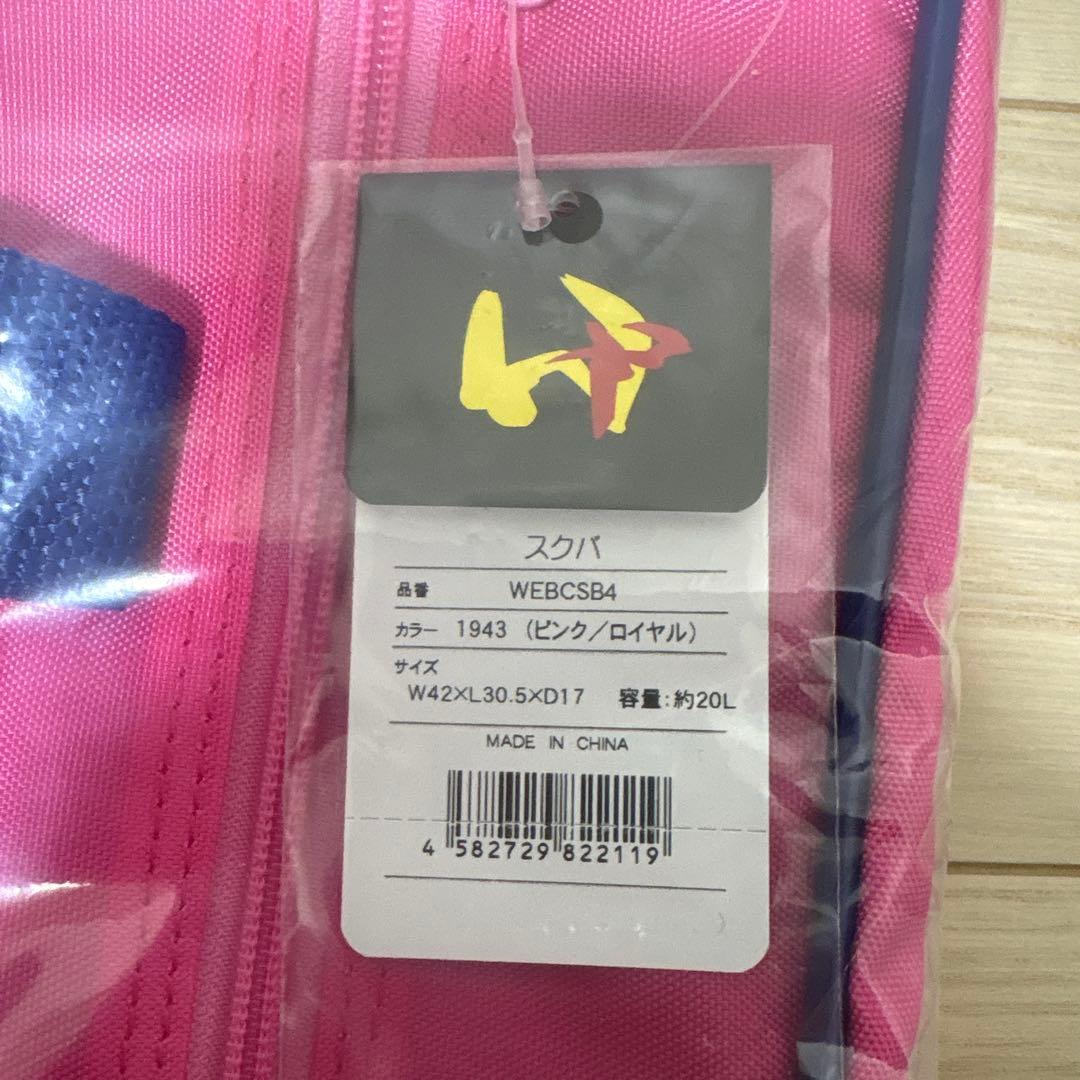 スクバ
品番 WEBCSB4
カラー 1943 (ピンク／ロイヤル)
サイズ
W42×L30.5×D17 容量:約20L
MADE IN CHINA
4 582729 822119